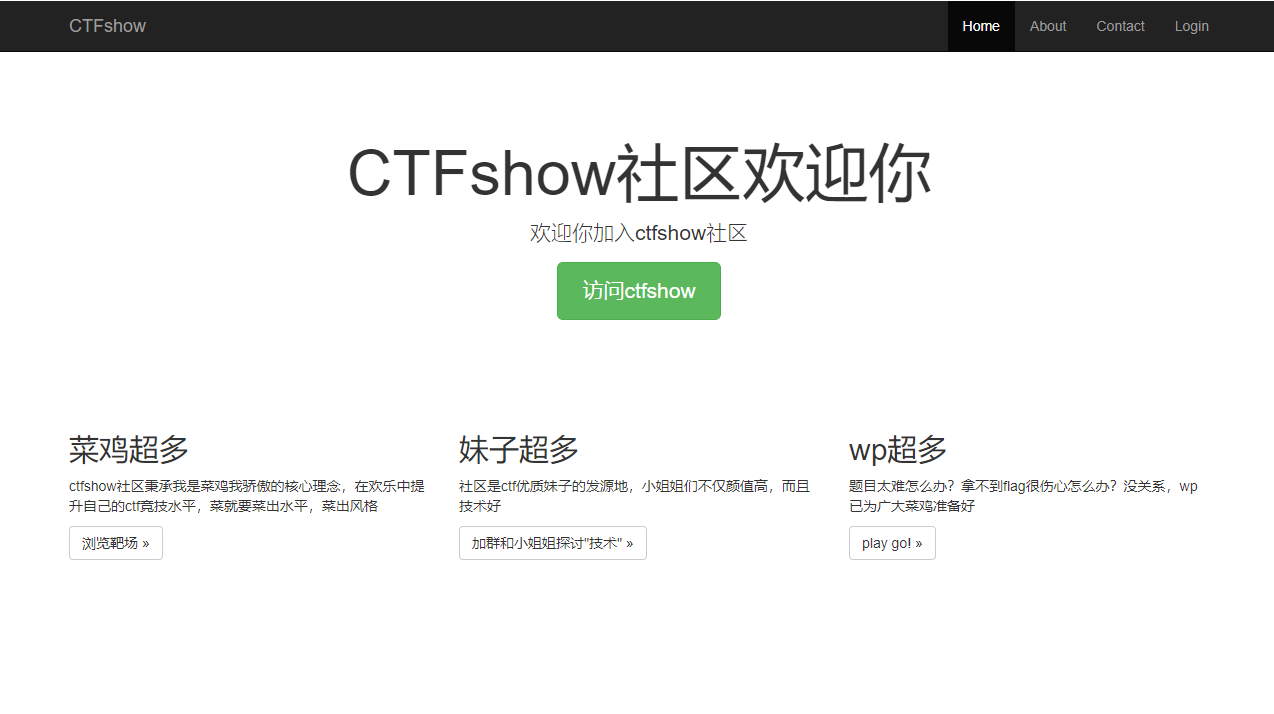 CTFshow
Home
About
Contact
Login
CTFshow社区欢迎你
欢迎你加入ctfshow社区
访问ctfshow
菜鸡超多
ctfshow社区秉承我是菜鸡我骄傲的核心理念，在欢乐中提
升自己的ctf竞技水平，菜就要菜出水平，菜出风格
浏览靶场 »
妹子超多
社区是ctf优质妹子的发源地，小姐姐们不仅颜值高，而且
技术好
加群和小姐姐探讨"技术" »
wp超多
题目太难怎么办？拿不到flag很伤心怎么办？没关系，wp
已为广大菜鸡准备好
play go! »